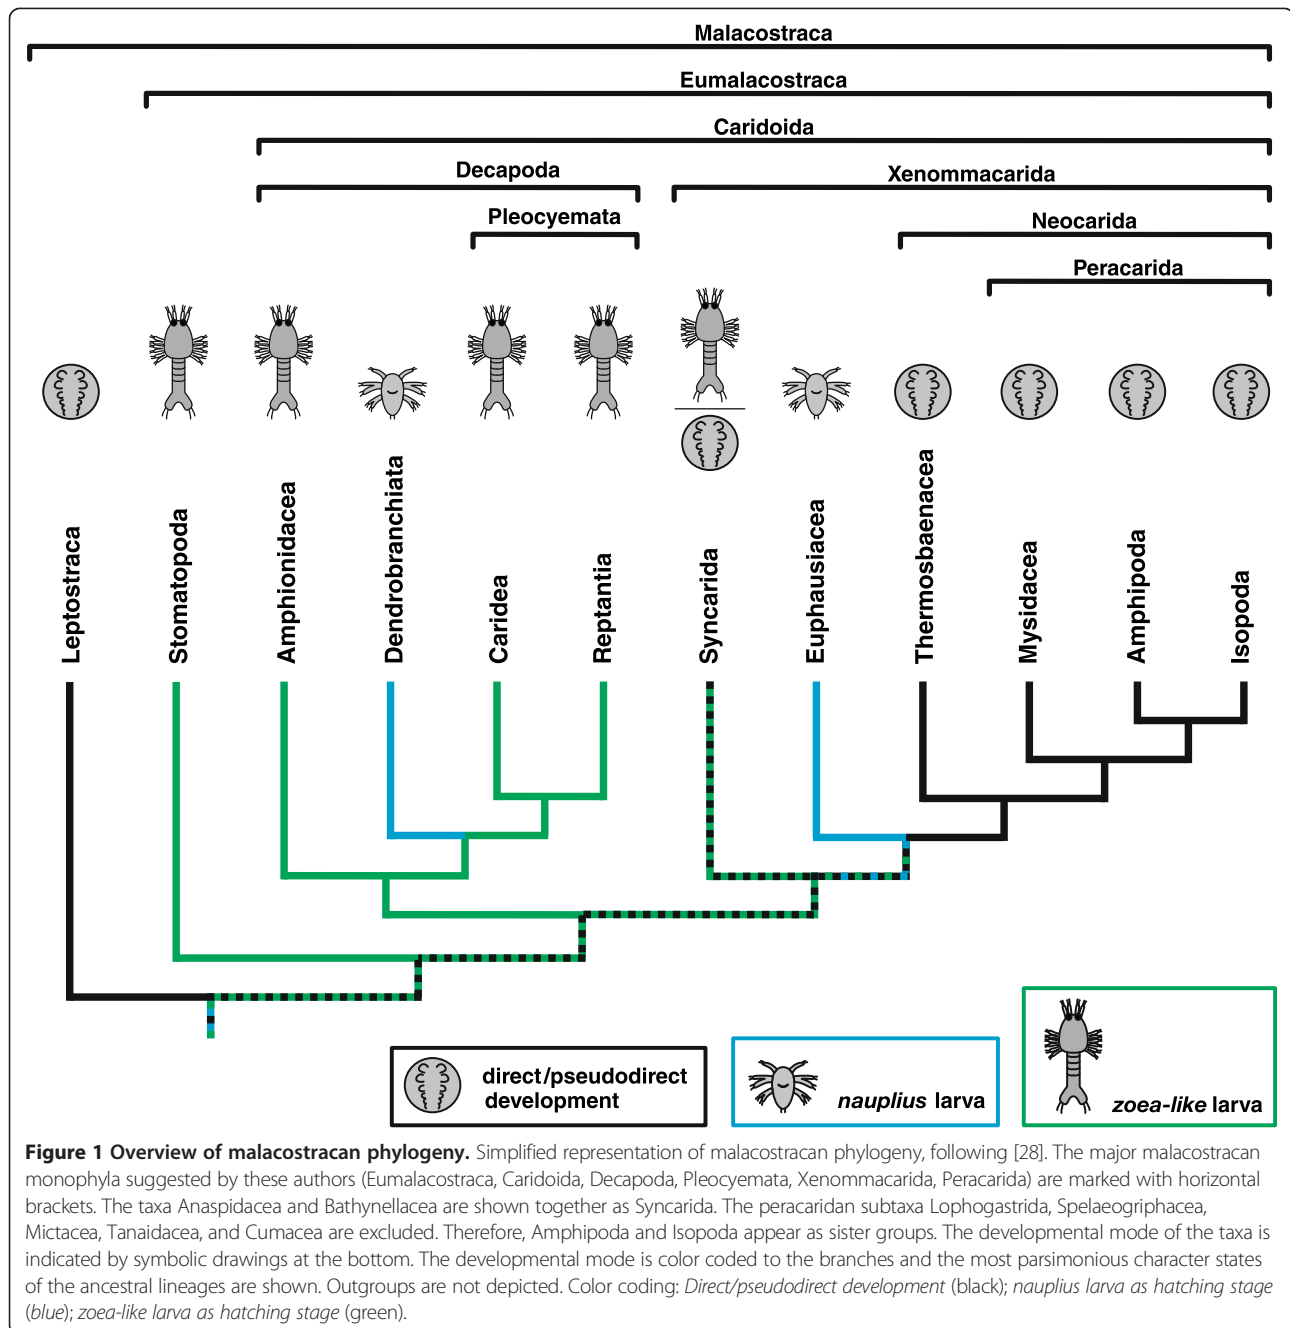 Malacostraca
Eumalacostraca
Caridoida
Decapoda
Xenommacarida
Pleocyemata
Neocarida
Peracarida
Leptostraca
Stomatopoda
Amphionidacea
Dendrobranchiata
Caridea
Reptantia
Syncarida
Euphausiacea
Thermosbaenacea
Mysidacea
Amphipoda
Isopoda
direct/pseudodirect
development
nauplius larva
zoea-like larva
Figure 1 Overview of malacostracan phylogeny. Simplified representation of malacostracan phylogeny, following [28]. The major malacostracan
monophyla suggested by these authors (Eumalacostraca, Caridoida, Decapoda, Pleocyemata, Xenommacarida, Peracarida) are marked with horizontal
brackets. The taxa Anaspidacea and Bathynellacea are shown together as Syncarida. The peracaridan subtaxa Lophogastrida, Spelaeogriphacea,
Mictacea, Tanaidacea, and Cumacea are excluded. Therefore, Amphipoda and Isopoda appear as sister groups. The developmental mode of the taxa is
indicated by symbolic drawings at the bottom. The developmental mode is color coded to the branches and the most parsimonious character states
of the ancestral lineages are shown. Outgroups are not depicted. Color coding: Direct/pseudodirect development (black); nauplius larva as hatching stage
(blue); zoea-like larva as hatching stage (green).